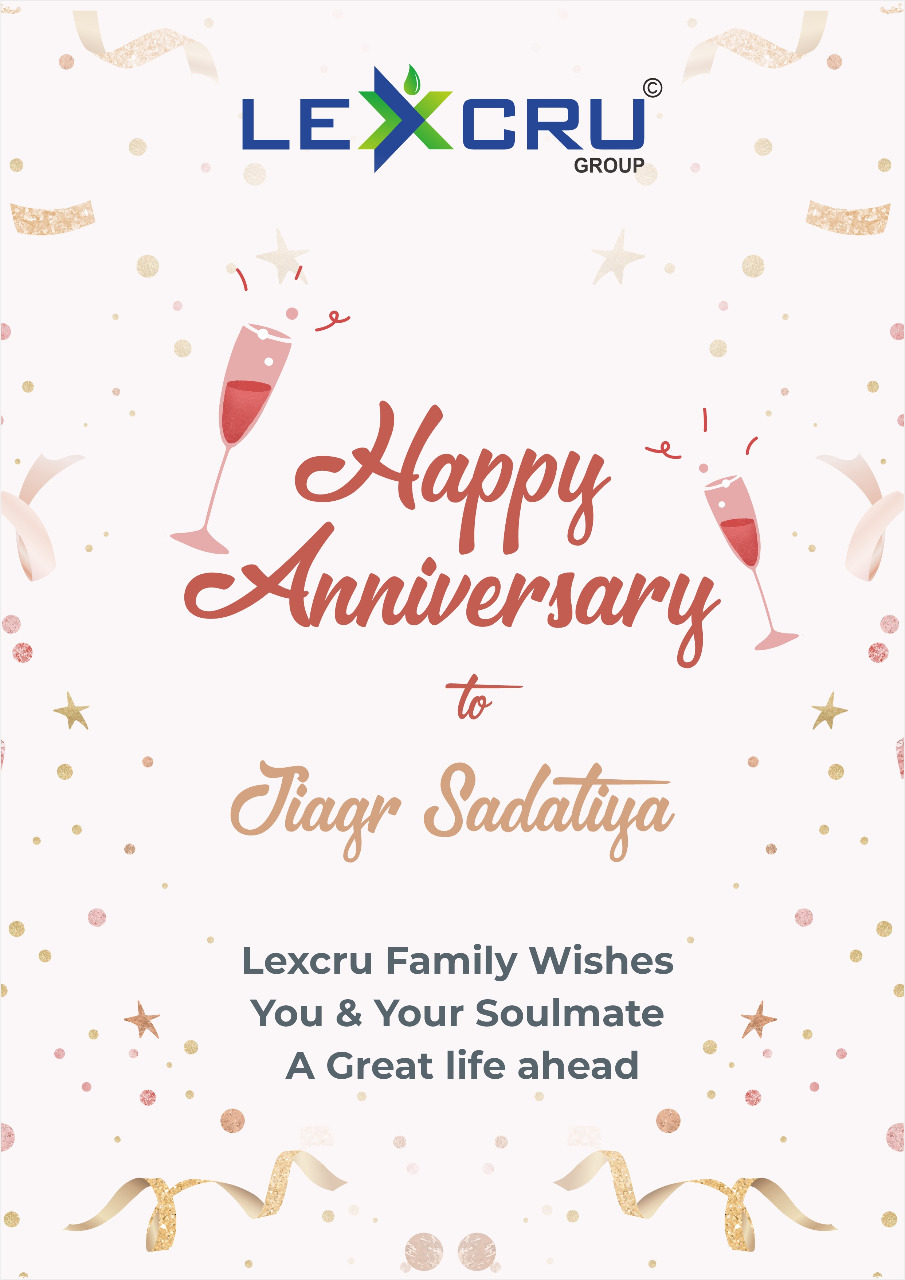 LEXCRU©
GROUP
Happy
Anniversary
to
Jiagr Sadatiya
Lexcru Family Wishes
You & Your Soulmate
A Great life ahead